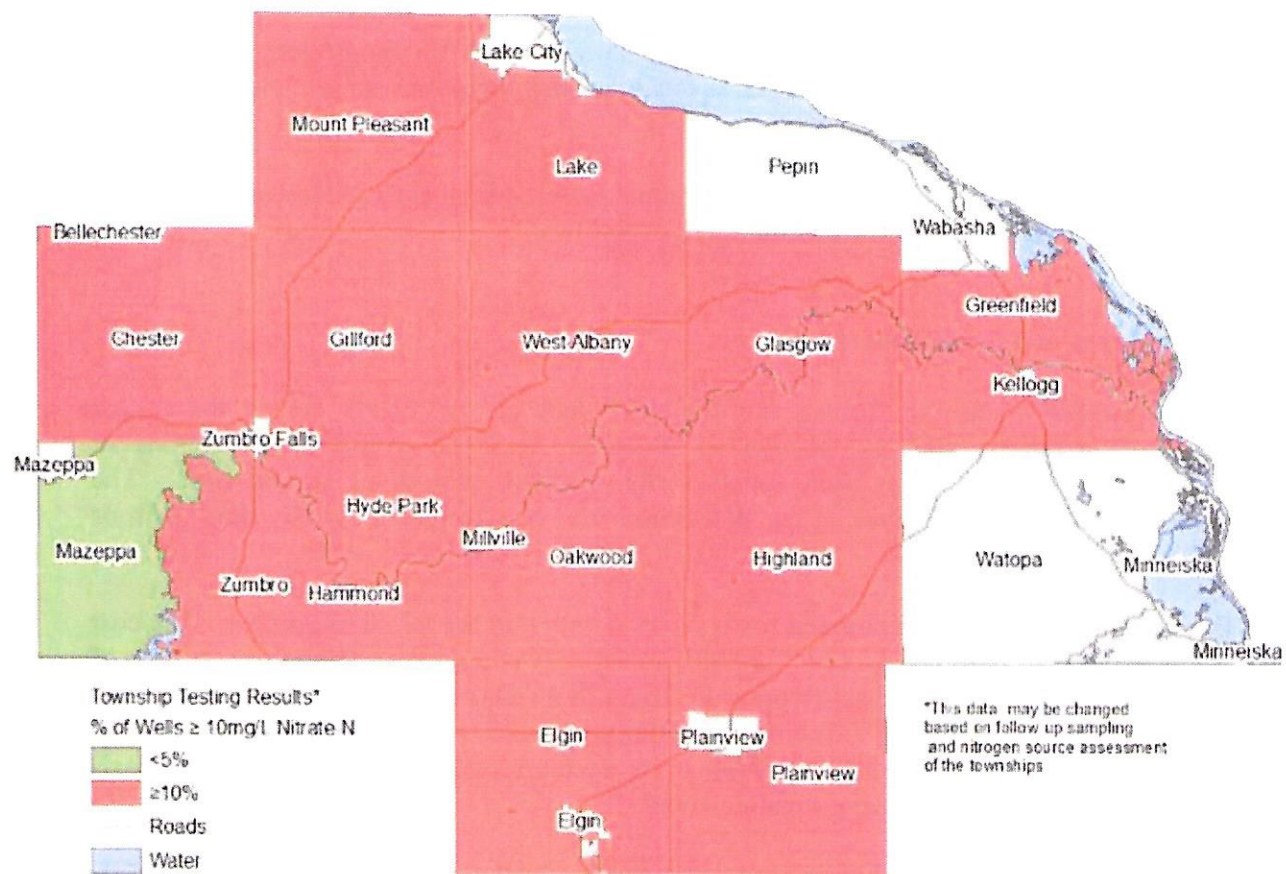 Lake City
Mount Pleasant
Lake
Pepin
Bellechester
Wabasha
Greenfield
Chester
Gillford
West Albany
Glasgow
Kellogg
Zumbro Falls
Mazeppa
Hyde Park
Millville
Mazeppa
Oakwood
Highland
Watopa
Minneiska
Zumbro
Hammond
Minneiska
Township Testing Results*
% of Wells ≥ 10mg/L Nitrate N
<5%
≥10%
Roads
Water
Elgin
Plainview
Plainview
Elgin
*This data may be changed
based on follow up sampling
and nitrogen source assessment
of the townships